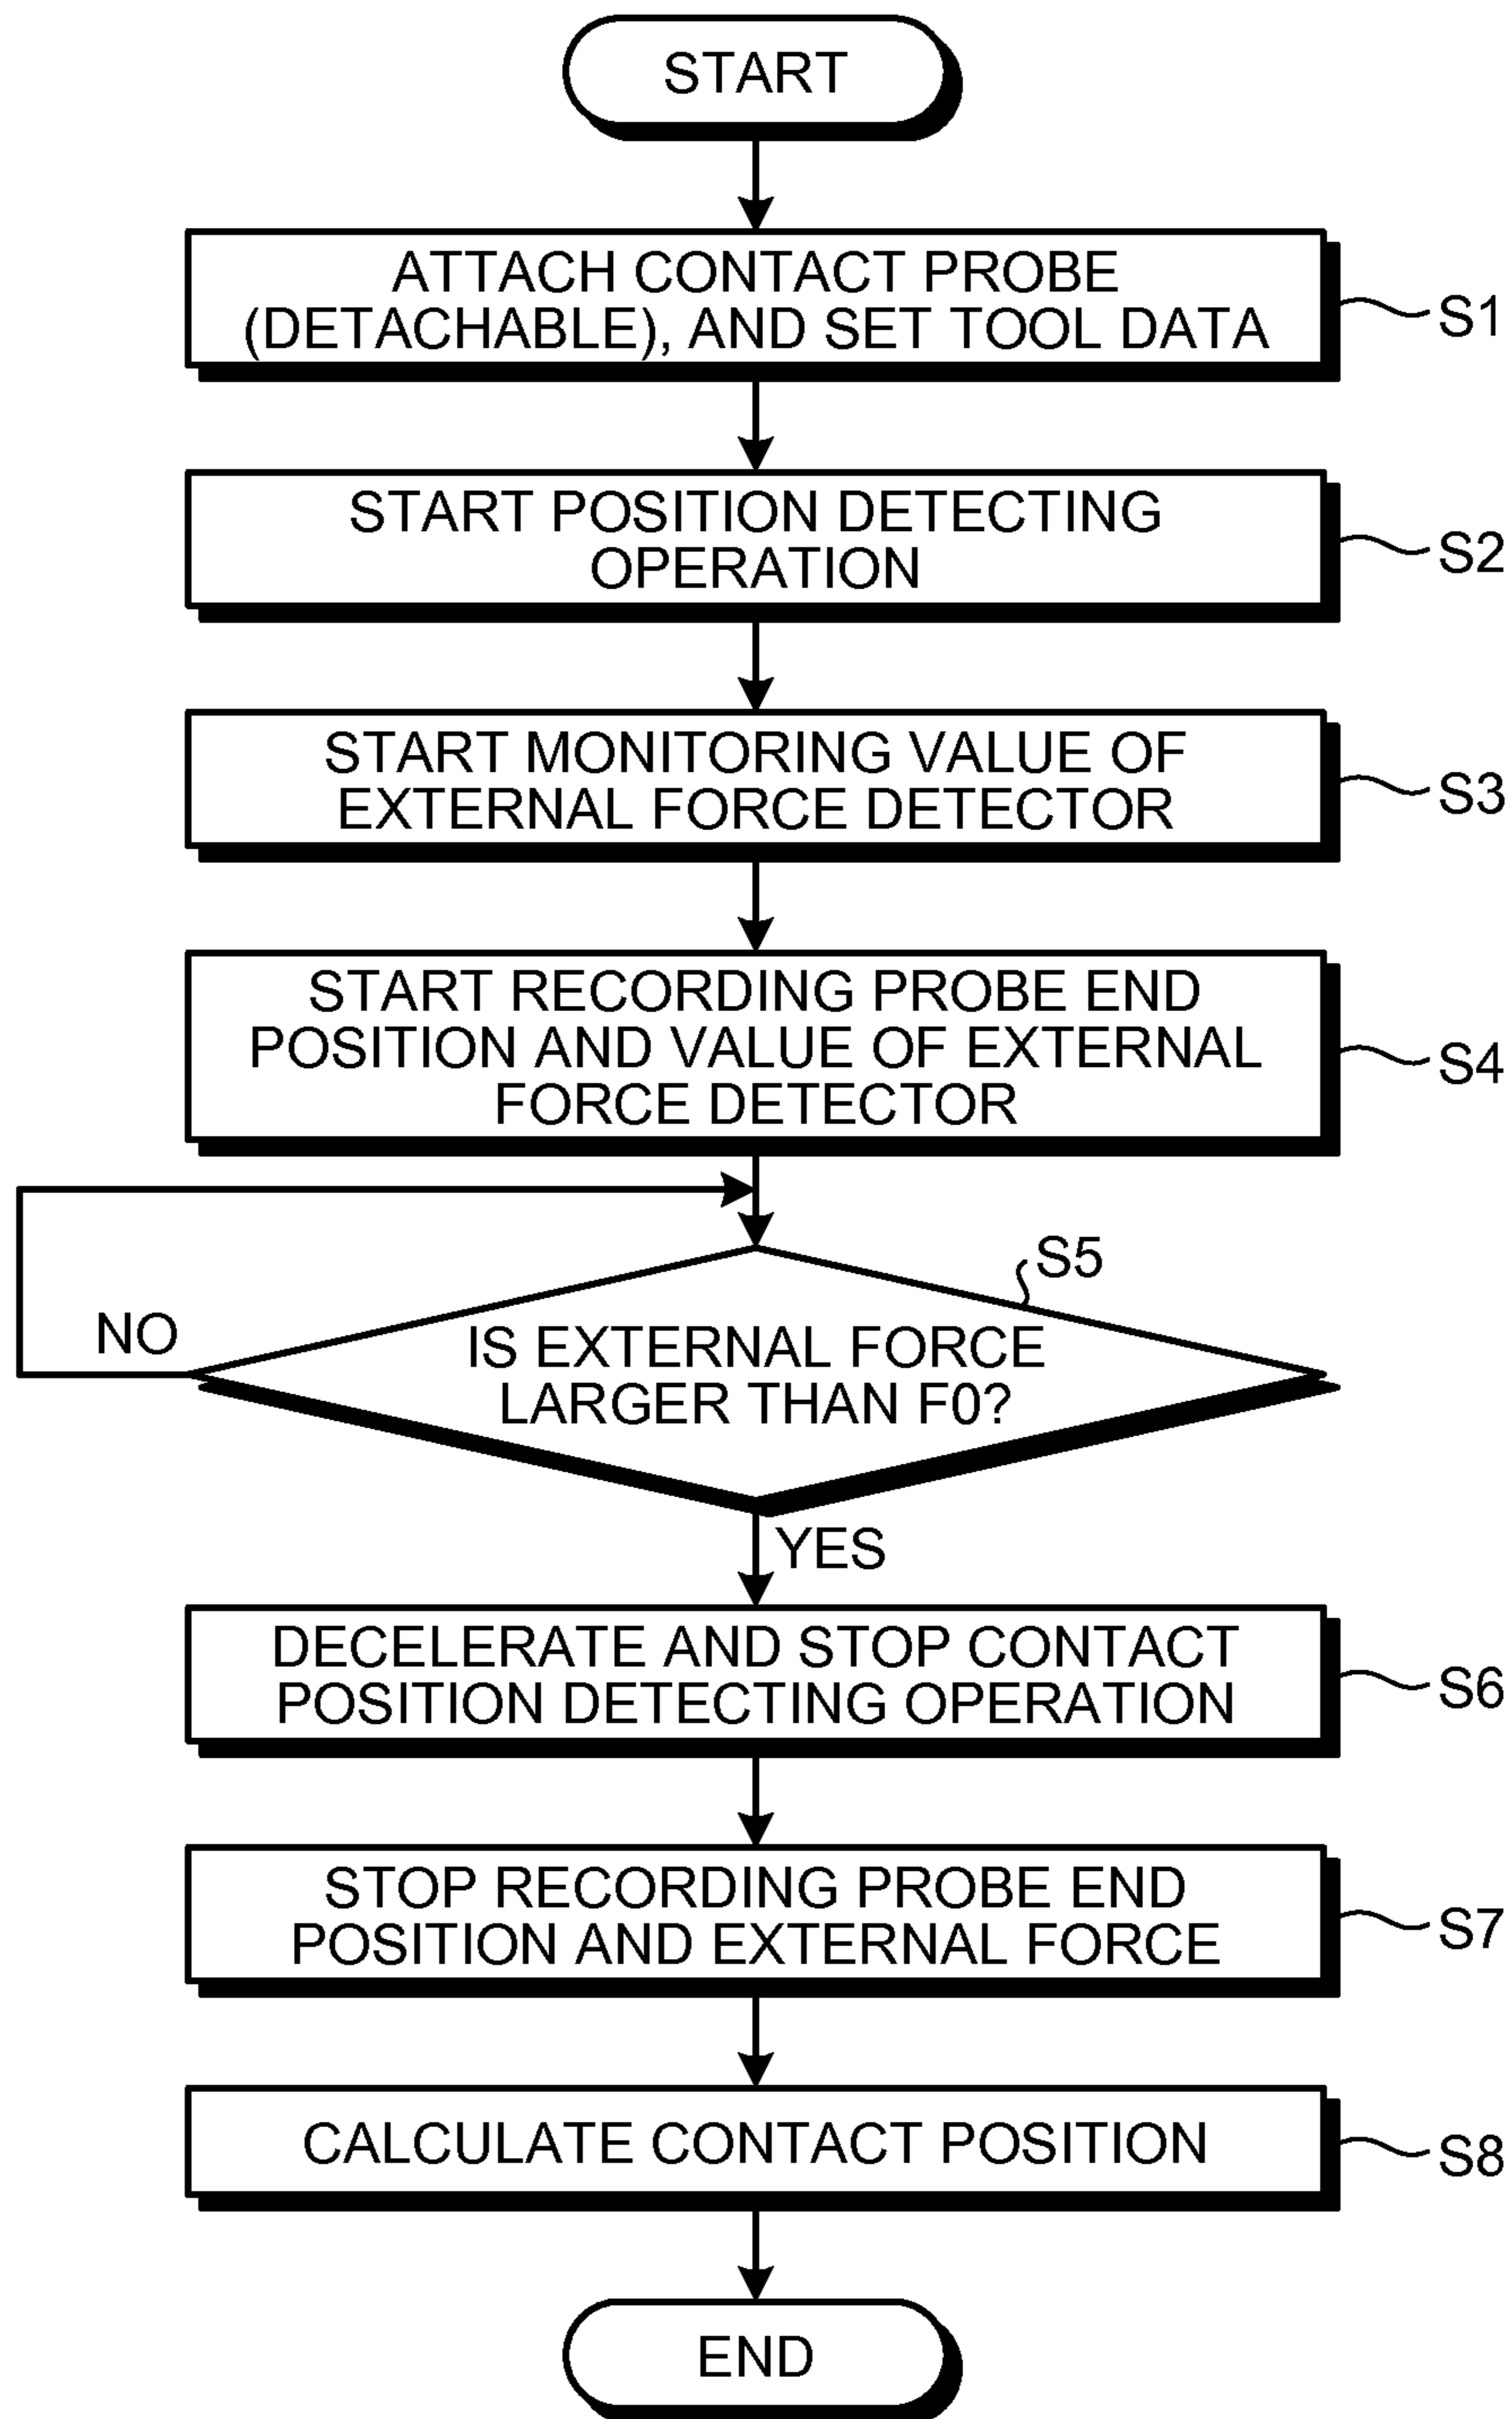 START
ATTACH CONTACT PROBE
(DETACHABLE), AND SET TOOL DATA
S1
START POSITION DETECTING
OPERATION
S2
START MONITORING VALUE OF
EXTERNAL FORCE DETECTOR
S3
START RECORDING PROBE END
POSITION AND VALUE OF EXTERNAL
FORCE DETECTOR
S4
S5
NO
IS EXTERNAL FORCE
LARGER THAN F0?
YES
DECELERATE AND STOP CONTACT
POSITION DETECTING OPERATION
S6
STOP RECORDING PROBE END
POSITION AND EXTERNAL FORCE
S7
CALCULATE CONTACT POSITION
S8
END